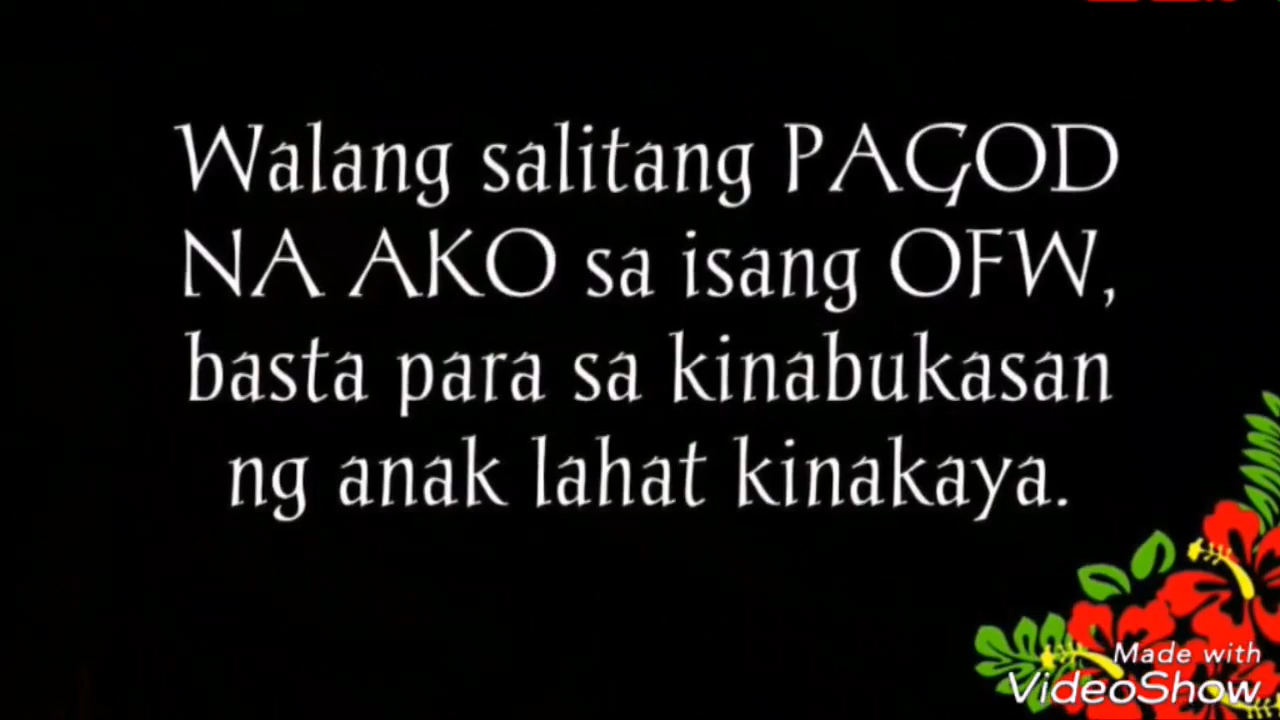 Walang salitang PAGOD
NA AKO sa isang OFW,
basta para sa kinabukasan
ng anak lahat kinakaya.
Made with
VideoShow